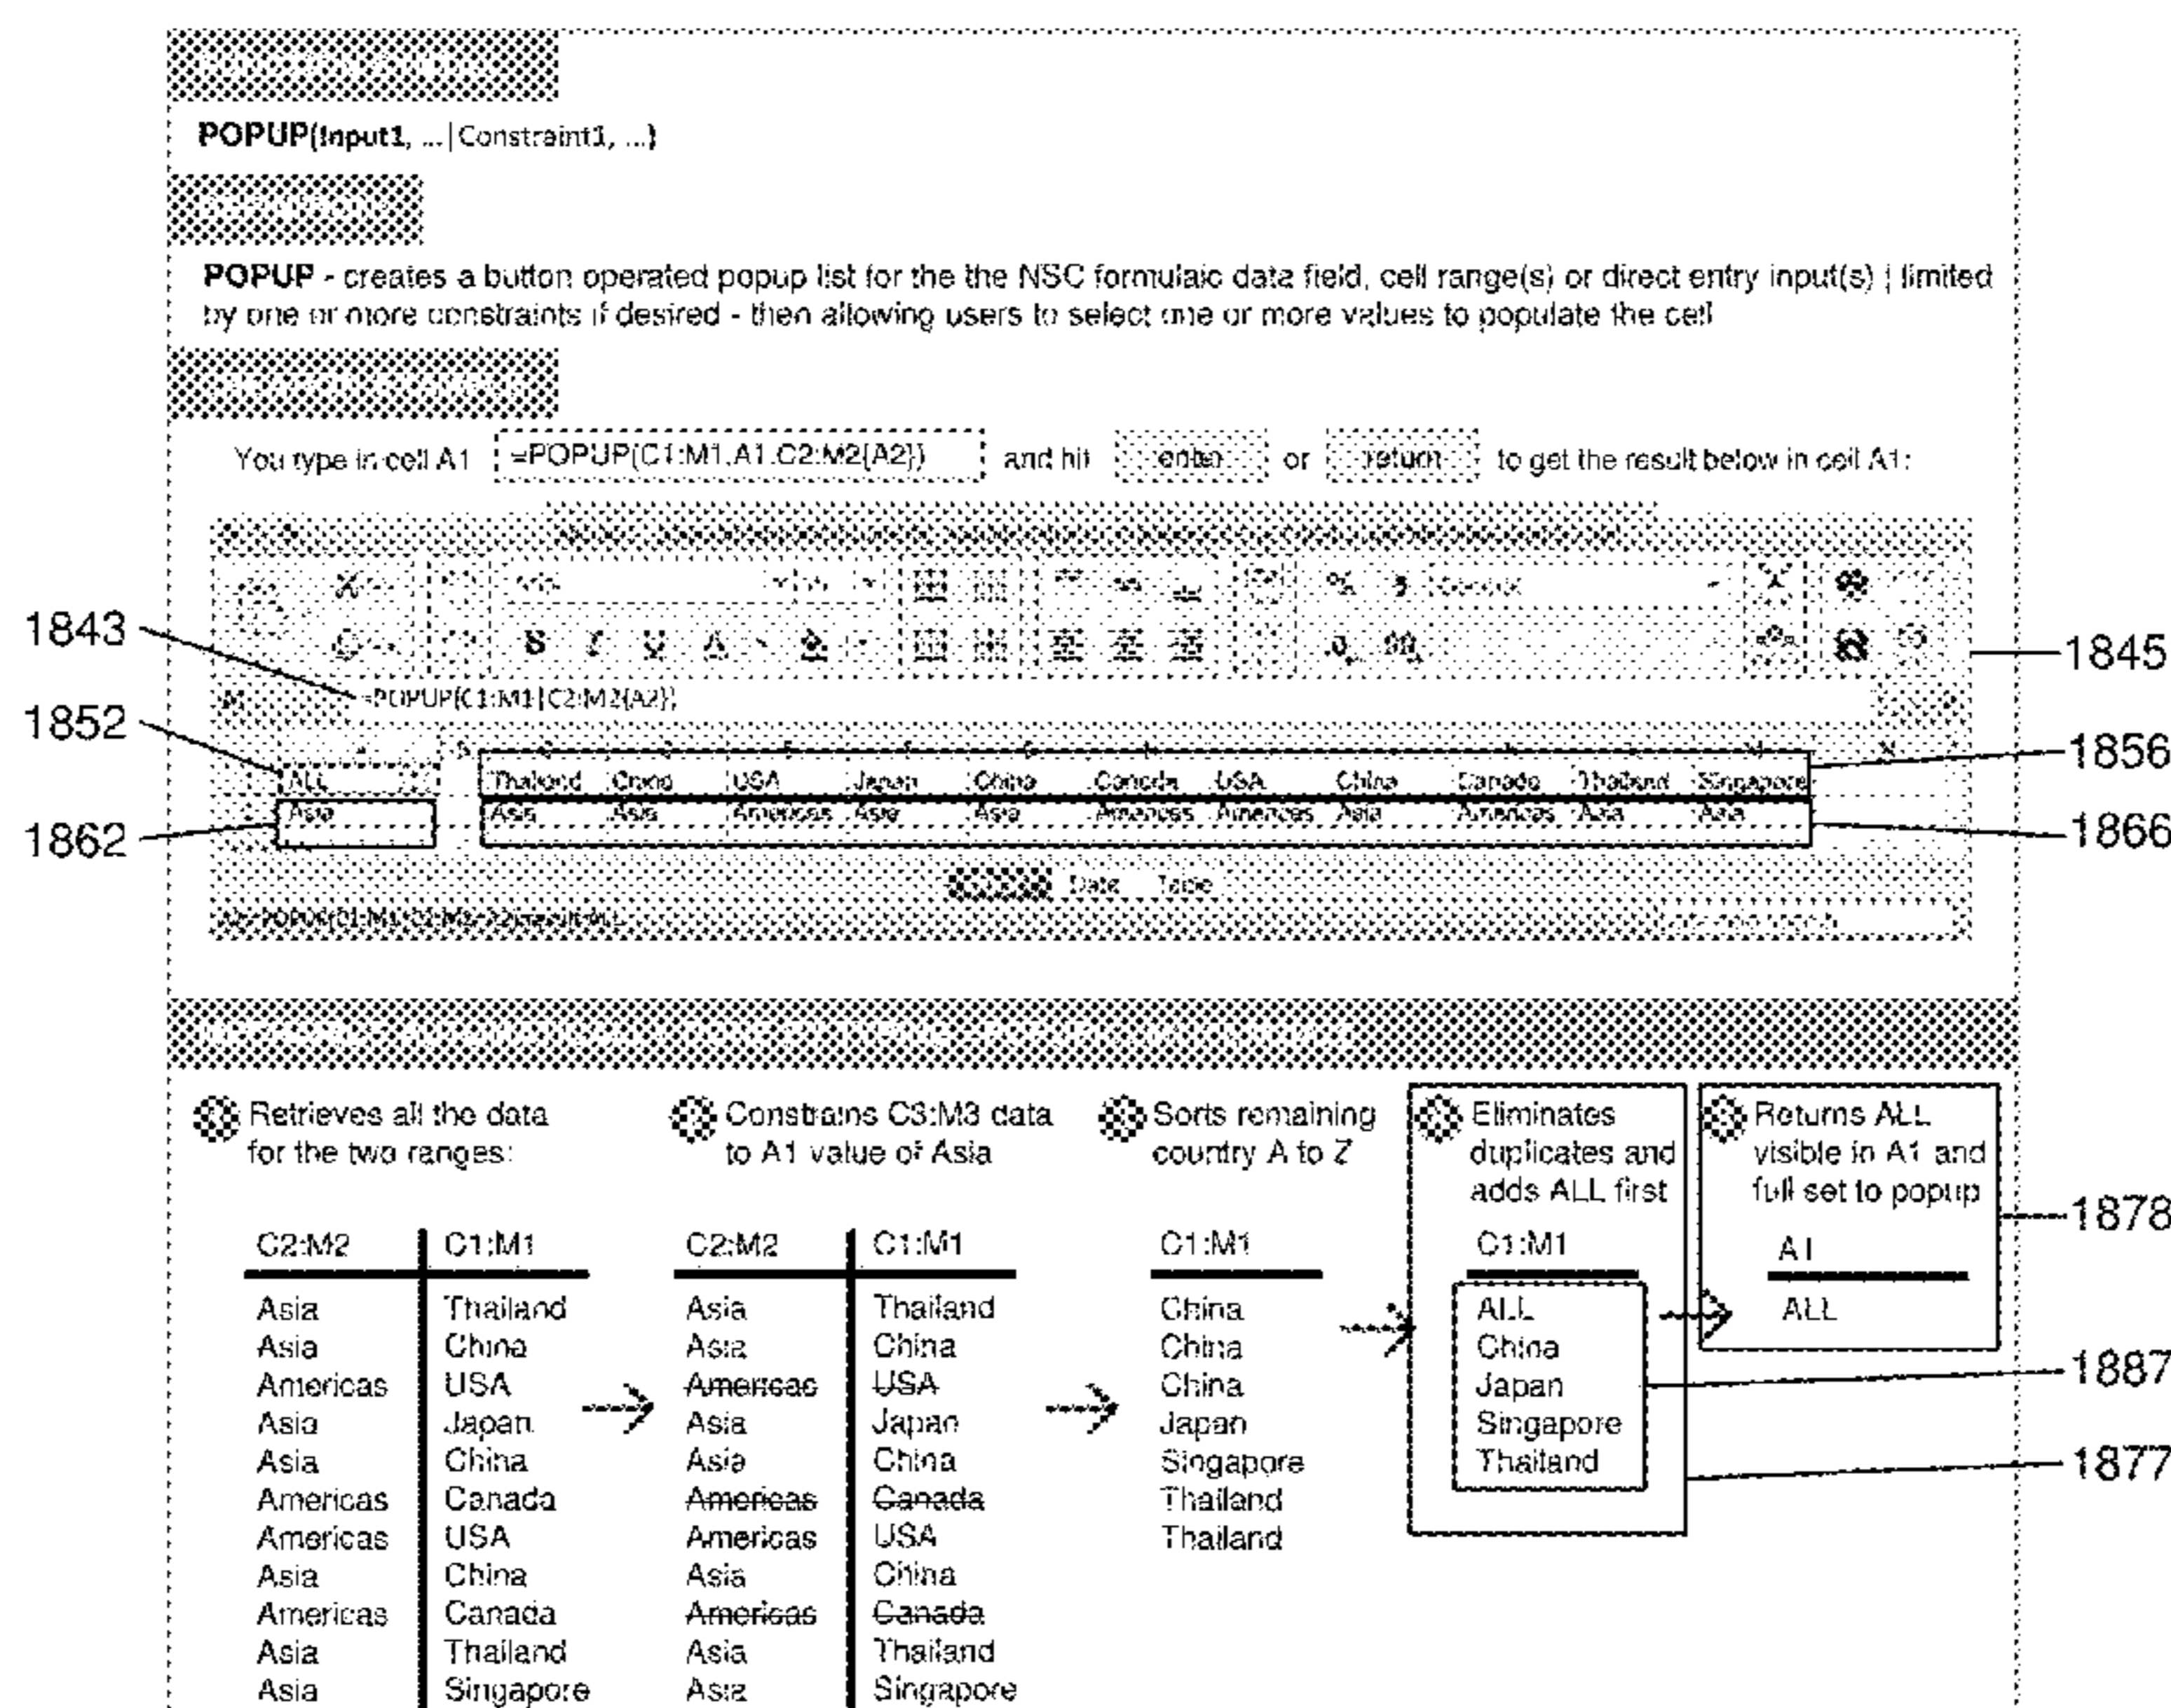 POPUP(Input1, ...|Constraint1, ...)
POPUP - creates a button operated popup list for the the NSC formulaic data field, cell range(s) or direct entry input(s) | limited
by one or more constraints if desired - then allowing users to select one or more values to populate the cell
You type in cell A1 =POPUP(C1:M1,A1.C2:M2{A2}) and hit enter or return to get the result below in cell A1:
1843
1845
=POPUP(C1:M1|C2:M2{A2})
1852
1856
ALL Thailand China USA Japan China Canada USA China Canada Thailand Singapore
Asia Asia Asia Americas Asia Asia Americas Americas Asia Americas Asia Asia
1862
1866
Data Table
Retrieves all the data
for the two ranges:
Constrains C3:M3 data
to A1 value of Asia
Sorts remaining
country A to Z
Eliminates
duplicates and
adds ALL first
Returns ALL
visible in A1 and
full set to popup
1878
C2:M2 C1:M1 C2:M2 C1:M1 C1:M1 C1:M1 A1
Asia Thailand Asia Thailand China ALL ALL
Asia China Asia China China China
1887
Americas USA Americas USA China Japan
Asia Japan Asia Japan Japan Singapore
Asia China Asia China Singapore Thailand
1877
Americas Canada Americas Canada Thailand
Americas USA Americas USA Thailand
Asia China Asia China
Americas Canada Americas Canada
Asia Thailand Asia Thailand
Asia Singapore Asia Singapore